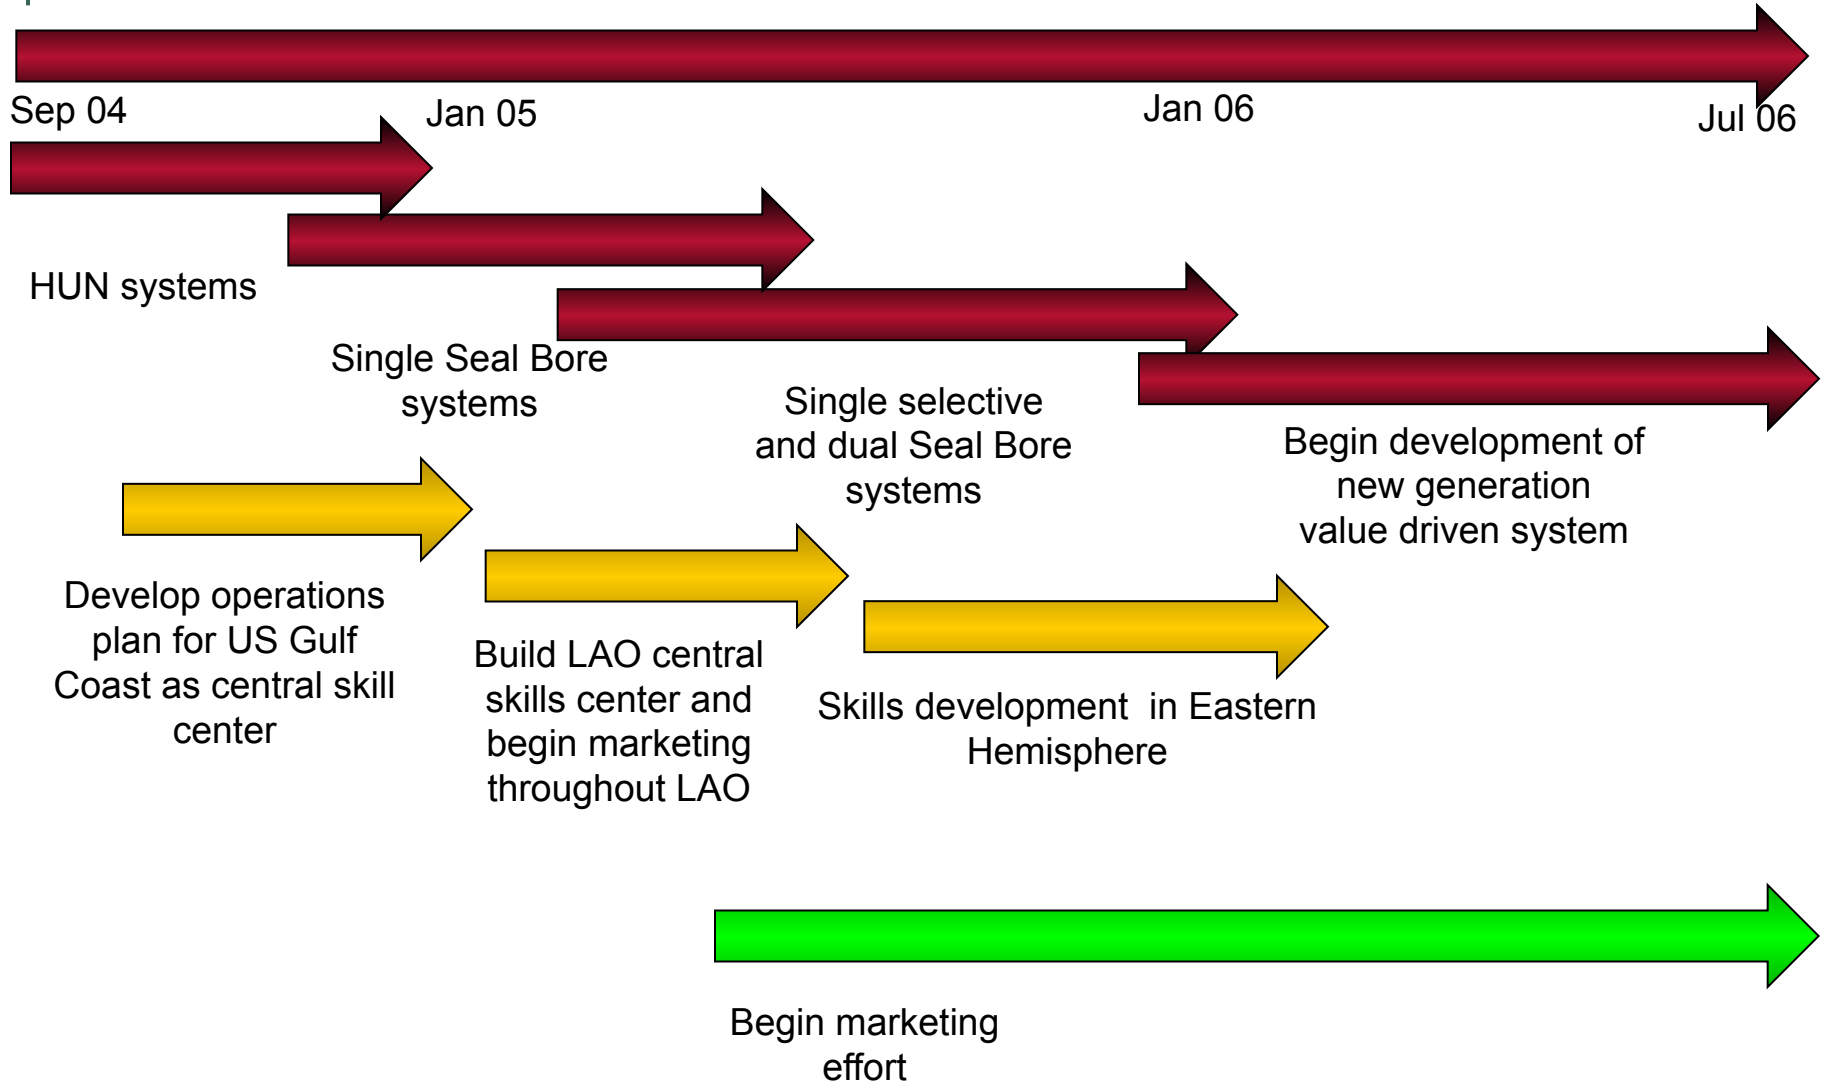 Sep 04
Jan 05
Jan 06
Jul 06
HUN systems
Single Seal Bore
systems
Single selective
and dual Seal Bore
systems
Begin development of
new generation
value driven system
Develop operations
plan for US Gulf
Coast as central skill
center
Build LAO central
skills center and
begin marketing
throughout LAO
Skills development  in Eastern
Hemisphere
Begin marketing
effort